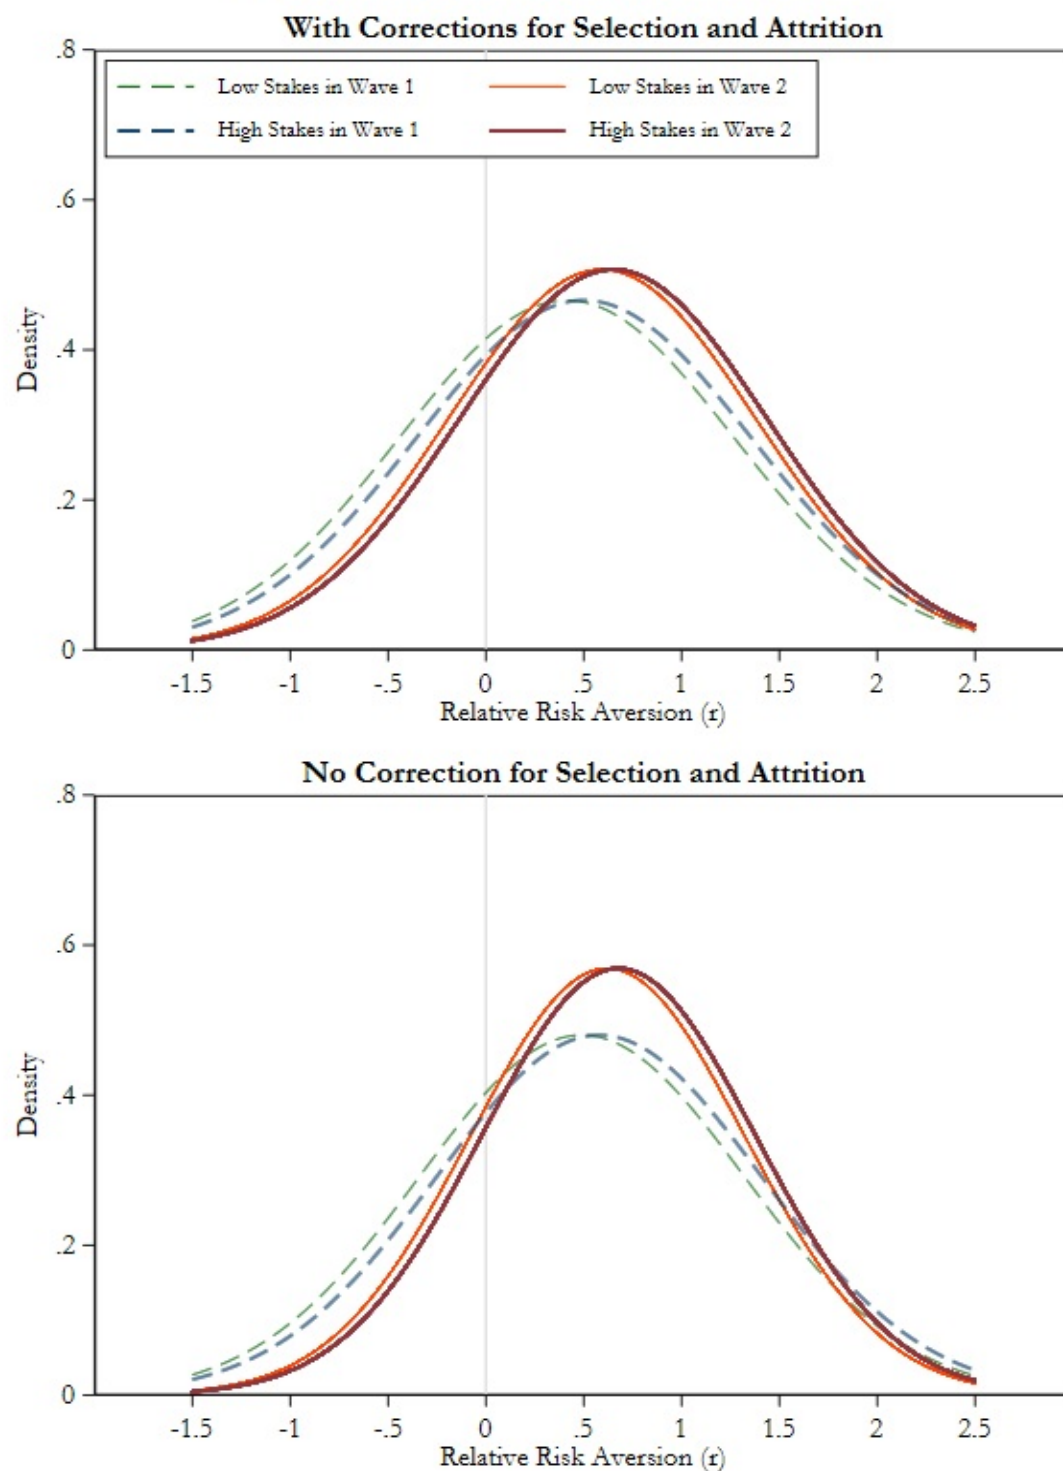 With Corrections for Selection and Attrition
Low Stakes in Wave 1
Low Stakes in Wave 2
High Stakes in Wave 1
High Stakes in Wave 2
.8
.6
.4
.2
0
Density
-1.5 -1 -.5 0 .5 1 1.5 2 2.5
Relative Risk Aversion (r)
No Correction for Selection and Attrition
.8
.6
.4
.2
0
Density
-1.5 -1 -.5 0 .5 1 1.5 2 2.5
Relative Risk Aversion (r)